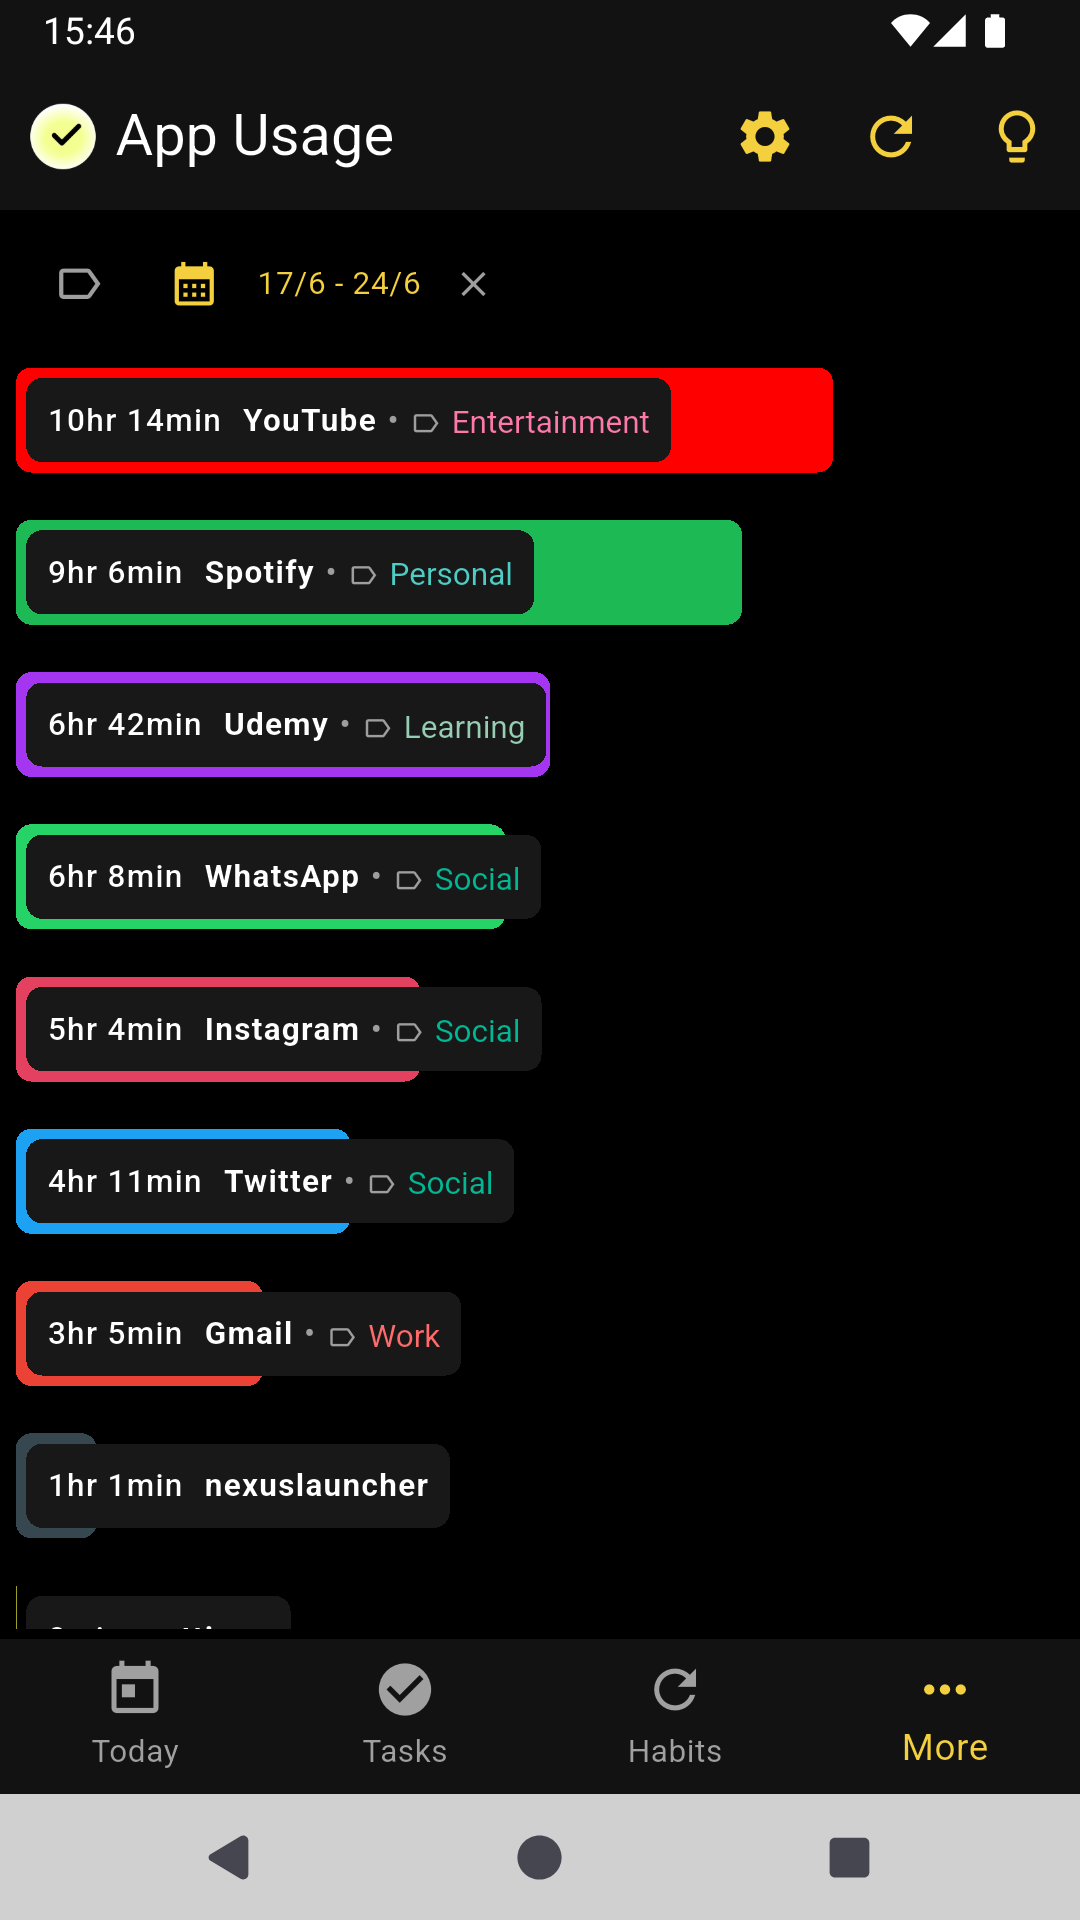 15:46
App Usage
17/6 - 24/6
10hr 14min YouTube • Entertainment
9hr 6min Spotify • Personal
6hr 42min Udemy • Learning
6hr 8min WhatsApp • Social
5hr 4min Instagram • Social
4hr 11min Twitter • Social
3hr 5min Gmail • Work
1hr 1min nexuslauncher
Today
Tasks
Habits
More